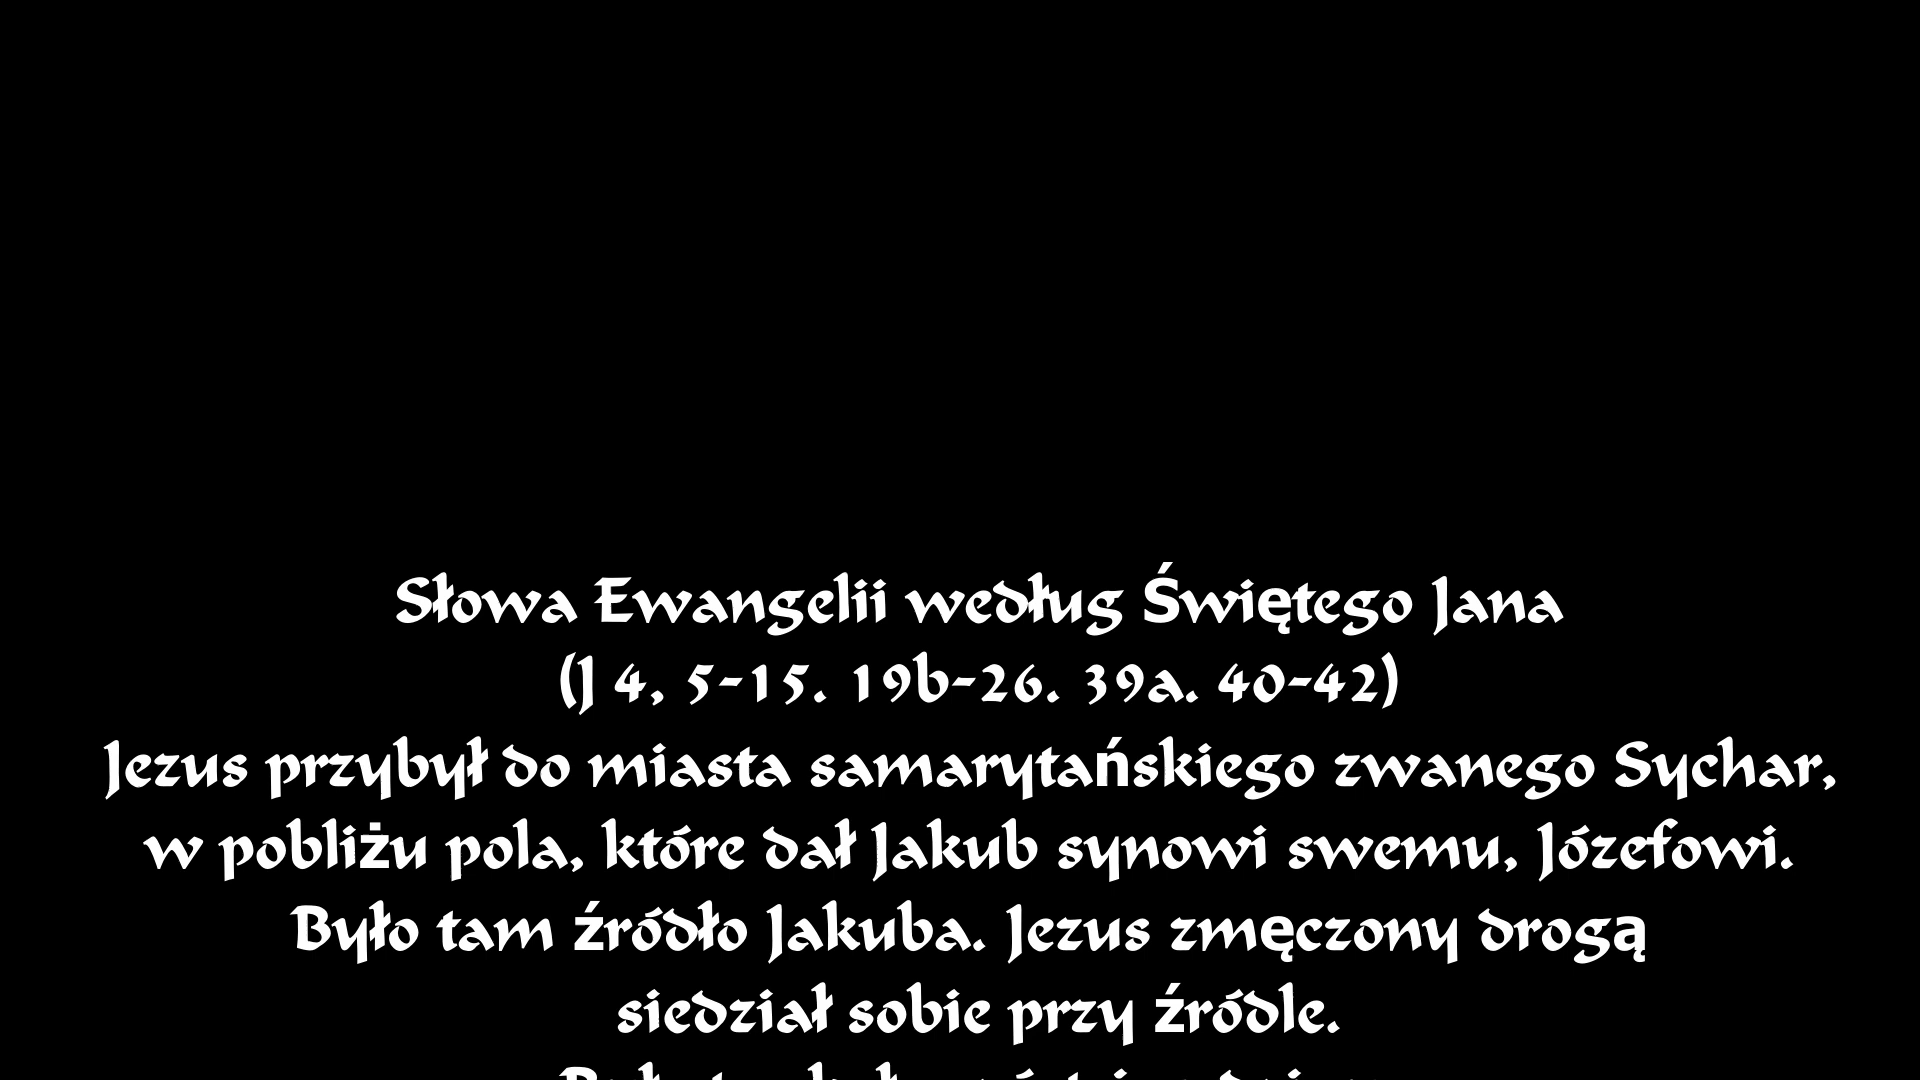 Słowa Ewangelii według Świętego Jana
(J 4, 5-15. 19b-26. 39a. 40-42)
Jezus przybył do miasta samarytańskiego zwanego Sychar,
w pobliżu pola, które dał Jakub synowi swemu, Józefowi.
Było tam źródło Jakuba. Jezus zmęczony drogą
siedział sobie przy źródle.